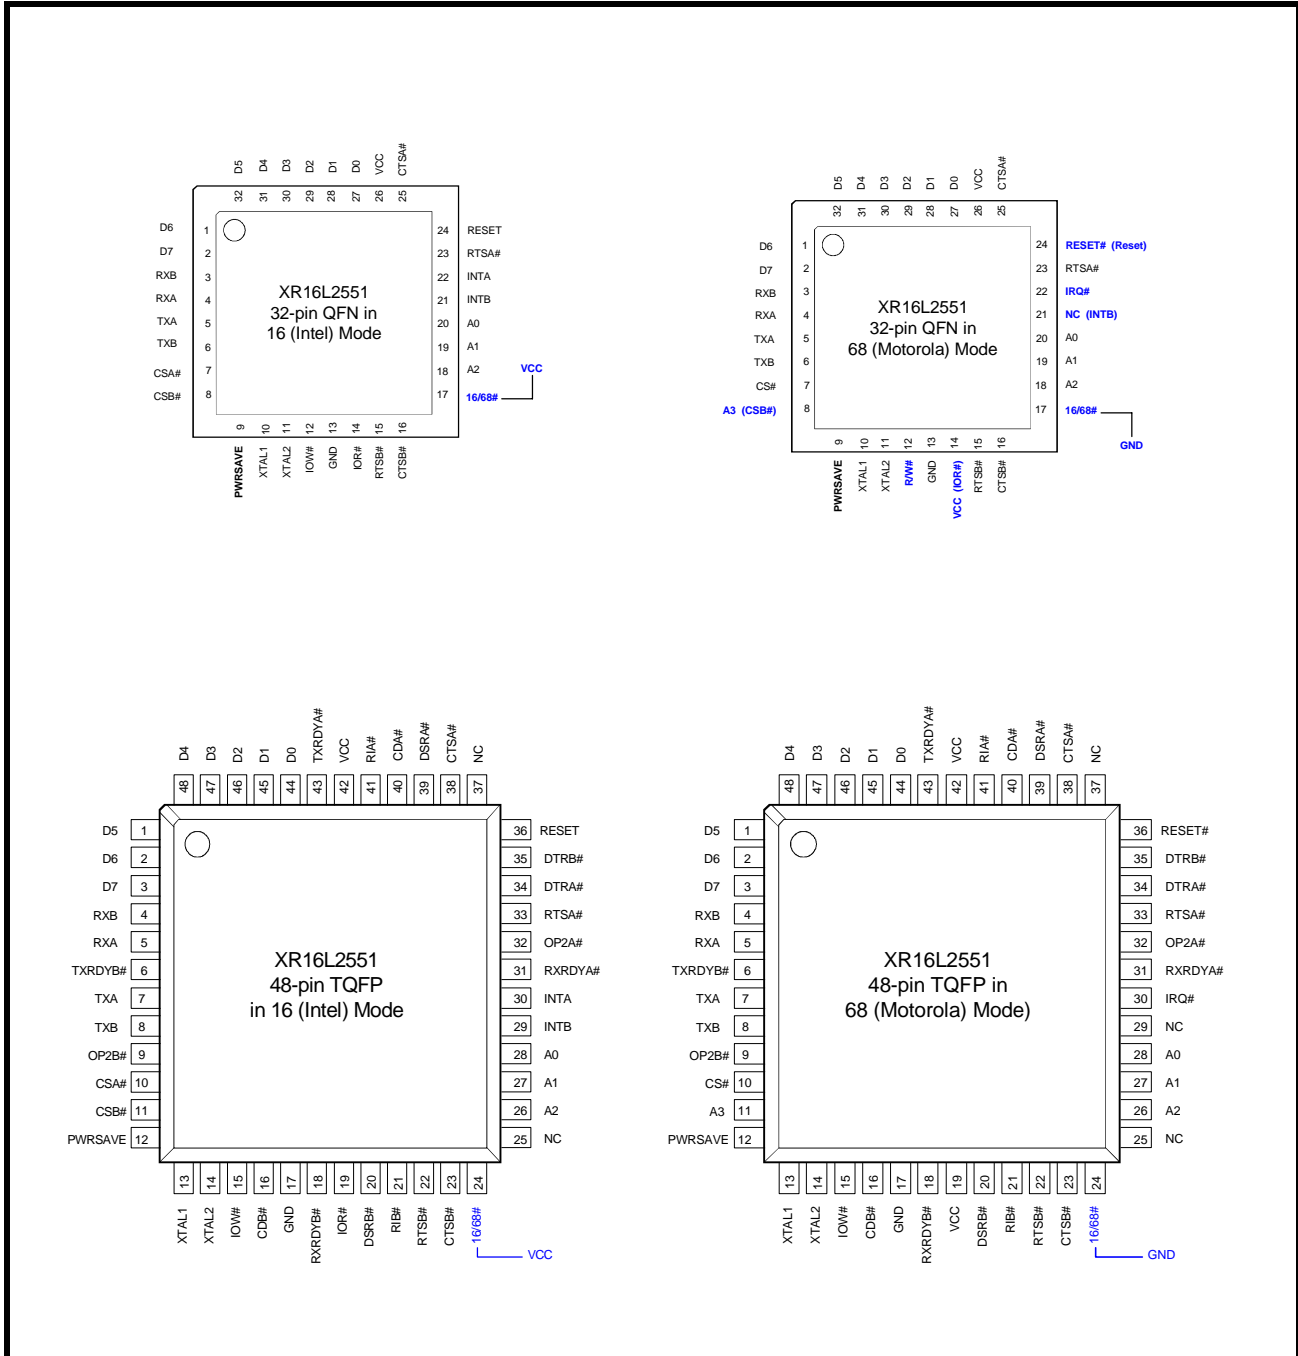 D5 D4 D3 D2 D1 D0 VCC CTSA#
32 31 30 29 28 27 26 25
D6 1 24 RESET
D7 2 23 RTSA#
RXB 3 22 INTA
RXA 4 21 INTB
TXA 5 20 A0
TXB 6 19 A1
CSA# 7 18 A2
CSB# 8 17 16/68#
VCC
XR16L2551
32-pin QFN in
16 (Intel) Mode
9 10 11 12 13 14 15 16
PWRSAVE XTAL1 XTAL2 IOW# GND IOR# RTSB# CTSB#
D5 D4 D3 D2 D1 D0 VCC CTSA#
32 31 30 29 28 27 26 25
D6 1 24 RESET# (Reset)
D7 2 23 RTSA#
RXB 3 22 IRQ#
RXA 4 21 NC (INTB)
TXA 5 20 A0
TXB 6 19 A1
CS# 7 18 A2
A3 (CSB#) 8 17 16/68#
GND
XR16L2551
32-pin QFN in
68 (Motorola) Mode
9 10 11 12 13 14 15 16
PWRSAVE XTAL1 XTAL2 R/W# GND VCC (IOR#) RTSB# CTSB#
D4 D3 D2 D1 D0 TXRDYA# VCC RIA# CDA# DSRA# CTSA# NC
48 47 46 45 44 43 42 41 40 39 38 37
D5 1 36 RESET
D6 2 35 DTRB#
D7 3 34 DTRA#
RXB 4 33 RTSA#
RXA 5 32 OP2A#
TXRDYB# 6 31 RXRDYA#
TXA 7 30 INTA
TXB 8 29 INTB
OP2B# 9 28 A0
CSA# 10 27 A1
CSB# 11 26 A2
PWRSAVE 12 25 NC
XR16L2551
48-pin TQFP
in 16 (Intel) Mode
13 14 15 16 17 18 19 20 21 22 23 24
XTAL1 XTAL2 IOW# CDB# GND RXRDYB# IOR# DSRB# RIB# RTSB# CTSB# 16/68#
VCC
D4 D3 D2 D1 D0 TXRDYA# VCC RIA# CDA# DSRA# CTSA# NC
48 47 46 45 44 43 42 41 40 39 38 37
D5 1 36 RESET#
D6 2 35 DTRB#
D7 3 34 DTRA#
RXB 4 33 RTSA#
RXA 5 32 OP2A#
TXRDYB# 6 31 RXRDYA#
TXA 7 30 IRQ#
TXB 8 29 NC
OP2B# 9 28 A0
CS# 10 27 A1
A3 11 26 A2
PWRSAVE 12 25 NC
XR16L2551
48-pin TQFP in
68 (Motorola) Mode)
13 14 15 16 17 18 19 20 21 22 23 24
XTAL1 XTAL2 IOW# CDB# GND RXRDYB# VCC DSRB# RIB# RTSB# CTSB# 16/68#
GND